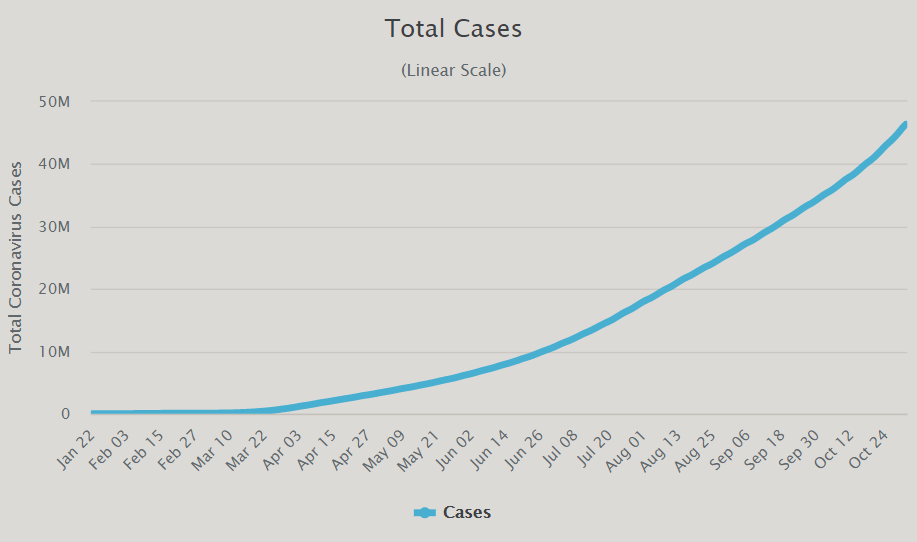 Total Cases
(Linear Scale)
Total Coronavirus Cases
50M
40M
30M
20M
10M
0
Jan 22
Feb 03
Feb 15
Feb 27
Mar 10
Mar 22
Apr 03
Apr 15
Apr 27
May 09
May 21
Jun 02
Jun 14
Jun 26
Jul 08
Jul 20
Aug 01
Aug 13
Aug 25
Sep 06
Sep 18
Sep 30
Oct 12
Oct 24
Cases